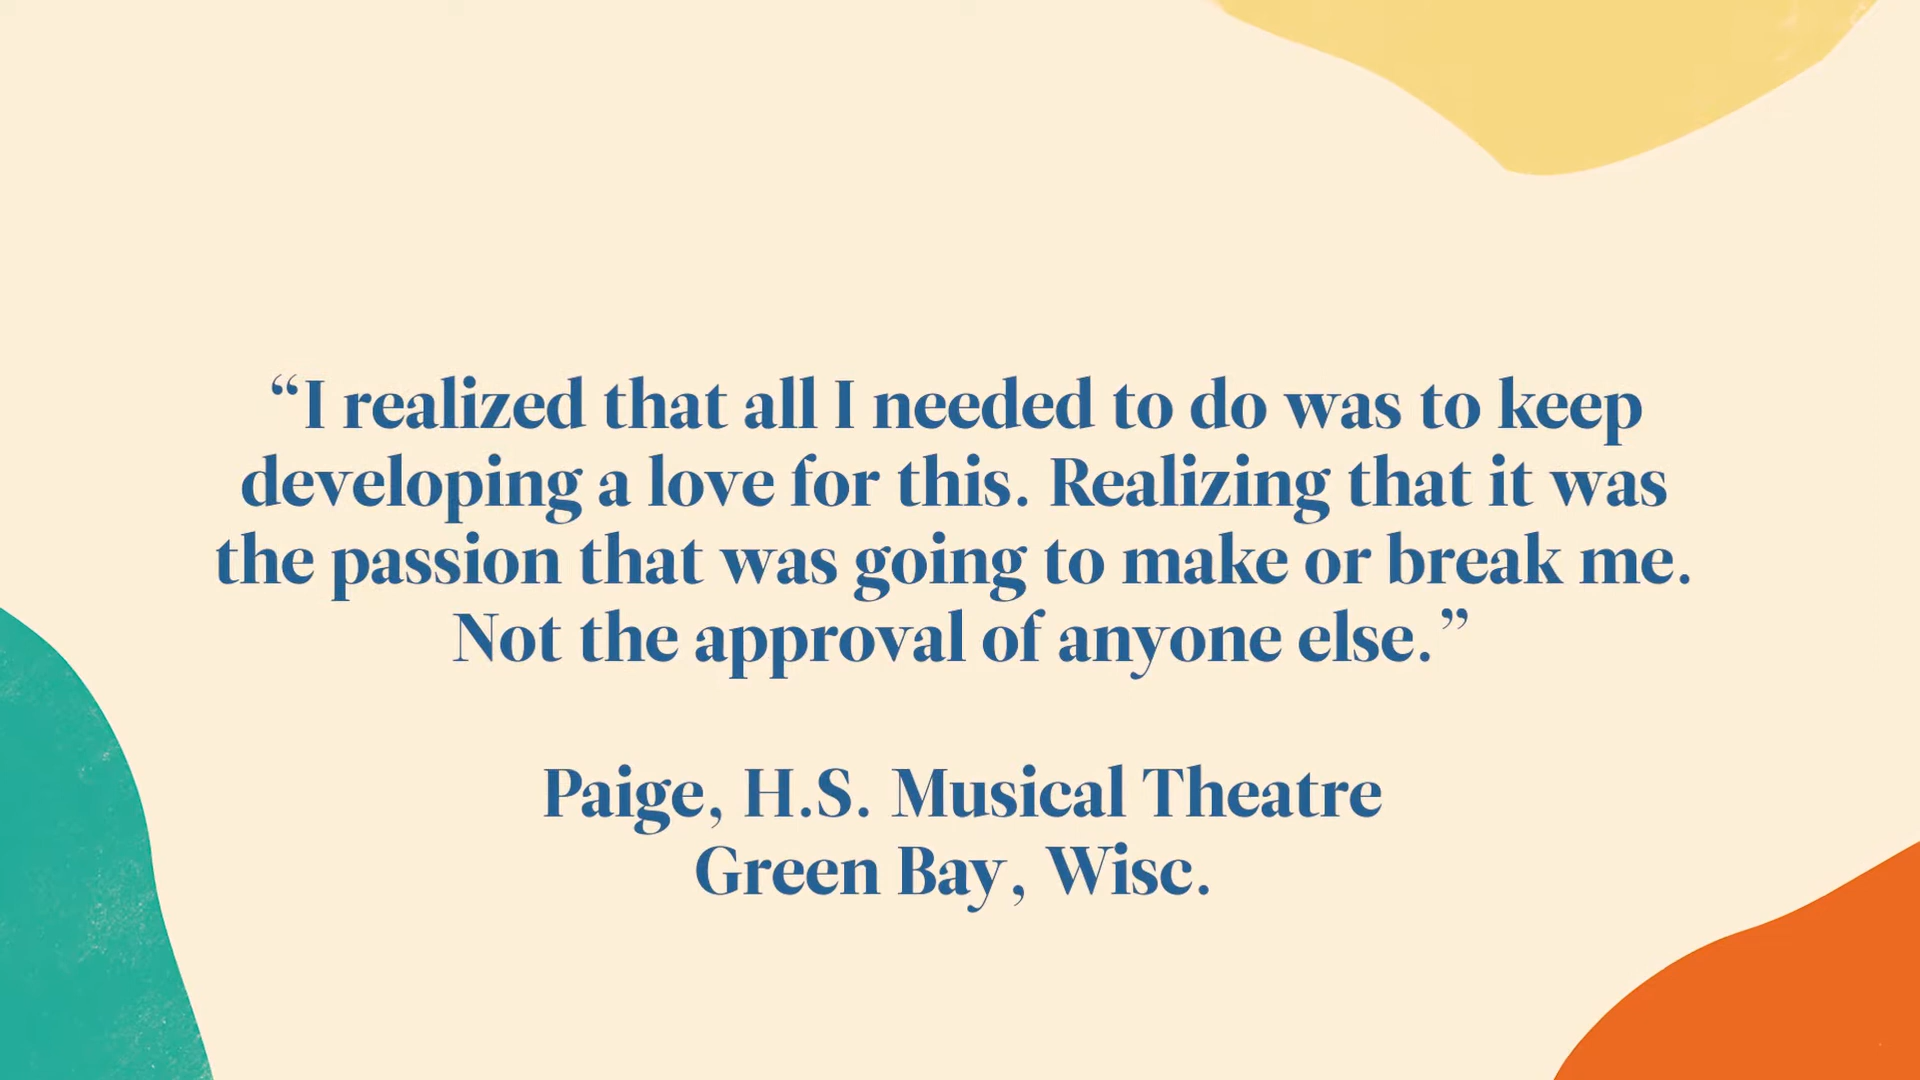 “I realized that all I needed to do was to keep
developing a love for this. Realizing that it was
the passion that was going to make or break me.
Not the approval of anyone else.”
Paige, H.S. Musical Theatre
Green Bay, Wisc.